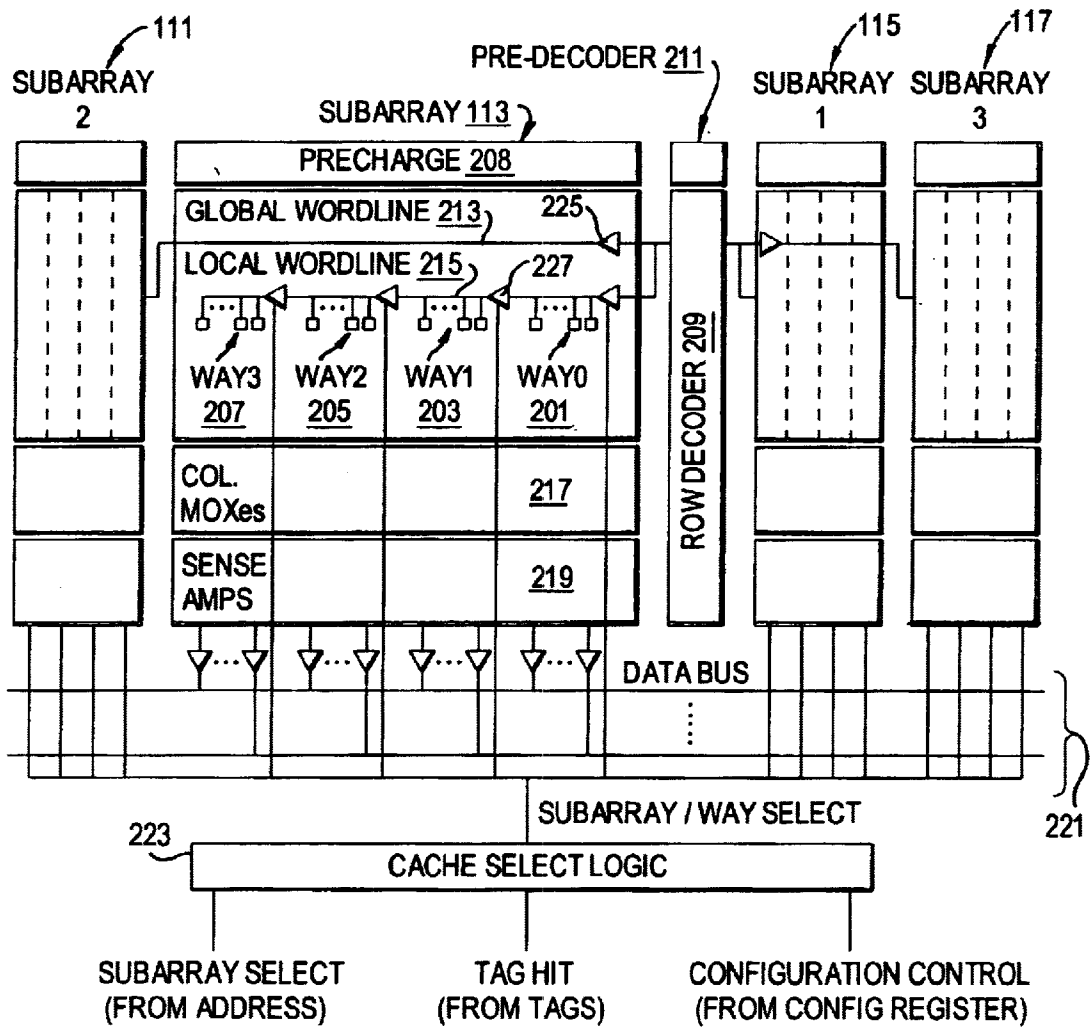 111
SUBARRAY
2
PRE-DECODER 211
SUBARRAY 113
115
SUBARRAY
1
117
SUBARRAY
3
PRECHARGE 208
GLOBAL WORDLINE 213
225
LOCAL WORDLINE 215
227
WAY3
207
WAY2
205
WAY1
203
WAY0
201
ROW DECODER 209
COL.
MOXes
217
SENSE
AMPS
219
DATA BUS
221
SUBARRAY / WAY SELECT
223
CACHE SELECT LOGIC
SUBARRAY SELECT
(FROM ADDRESS)
TAG HIT
(FROM TAGS)
CONFIGURATION CONTROL
(FROM CONFIG REGISTER)